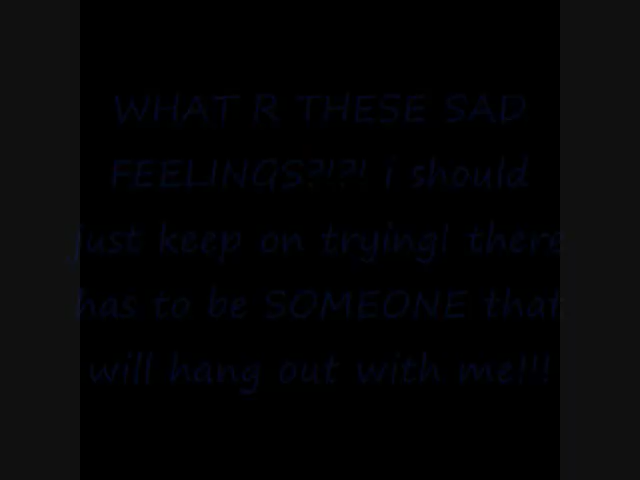 WHAT R THESE SAD
FEELINGS?!?! i should
just keep on trying! there
has to be SOMEONE that
will hang out with me!!!